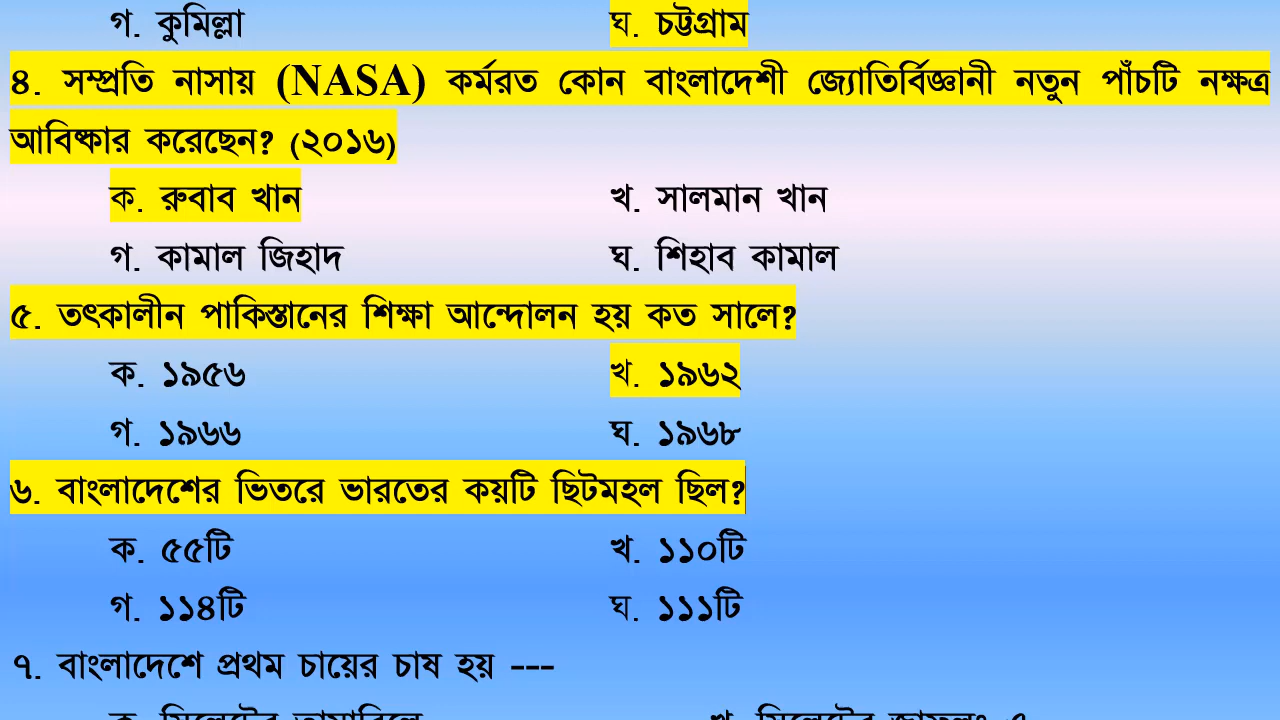 গ. কুমিল্লা ঘ. চট্টগ্রাম
৪. সম্প্রতি নাসায় (NASA) কর্মরত কোন বাংলাদেশী জ্যোতির্বিজ্ঞানী নতুন পাঁচটি নক্ষত্র
আবিষ্কার করেছেন? (২০১৬)
ক. রুবাব খান খ. সালমান খান
গ. কামাল জিহাদ ঘ. শিহাব কামাল
৫. তৎকালীন পাকিস্তানের শিক্ষা আন্দোলন হয় কত সালে?
ক. ১৯৫৬ খ. ১৯৬২
গ. ১৯৬৬ ঘ. ১৯৬৮
৬. বাংলাদেশের ভিতরে ভারতের কয়টি ছিটমহল ছিল?
ক. ৫৫টি খ. ১১০টি
গ. ১১৪টি ঘ. ১১১টি
৭. বাংলাদেশে প্রথম চায়ের চাষ হয় ---
ক. সিলেটের খ. সিলেটের